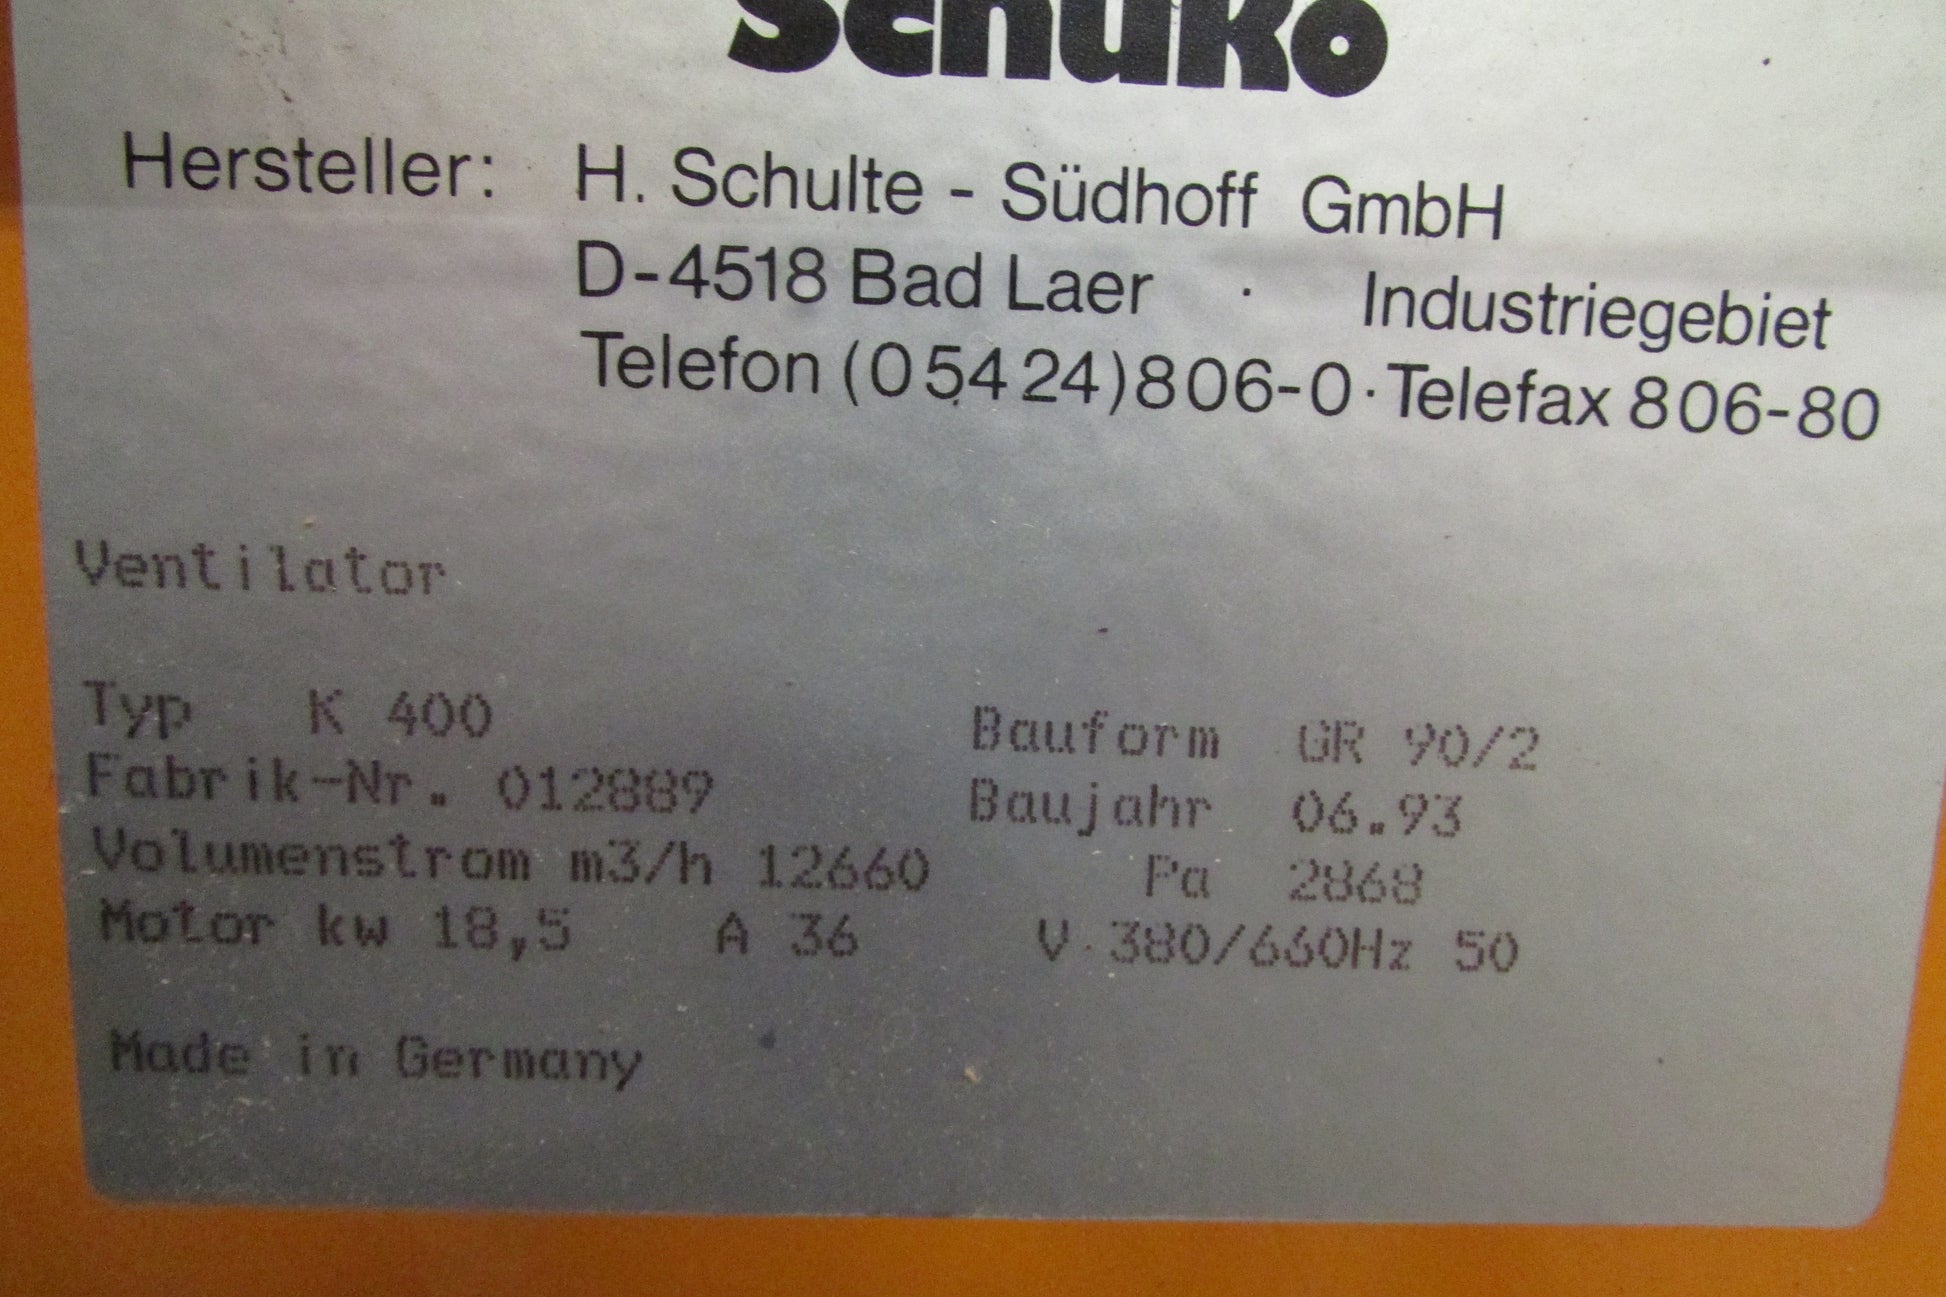 Schuko
Hersteller: H. Schulte - Südhoff GmbH
D-4518 Bad Laer · Industriegebiet
Telefon (05424)806-0 · Telefax 806-80
Ventilator
Typ K 400 Bauform GR 90/2
Fabrik-Nr. 012889 Baujahr 06.93
Volumenstrom m3/h 12660 Pa 2868
Motor kw 18,5 A 36 V 380/660Hz 50
Made in Germany